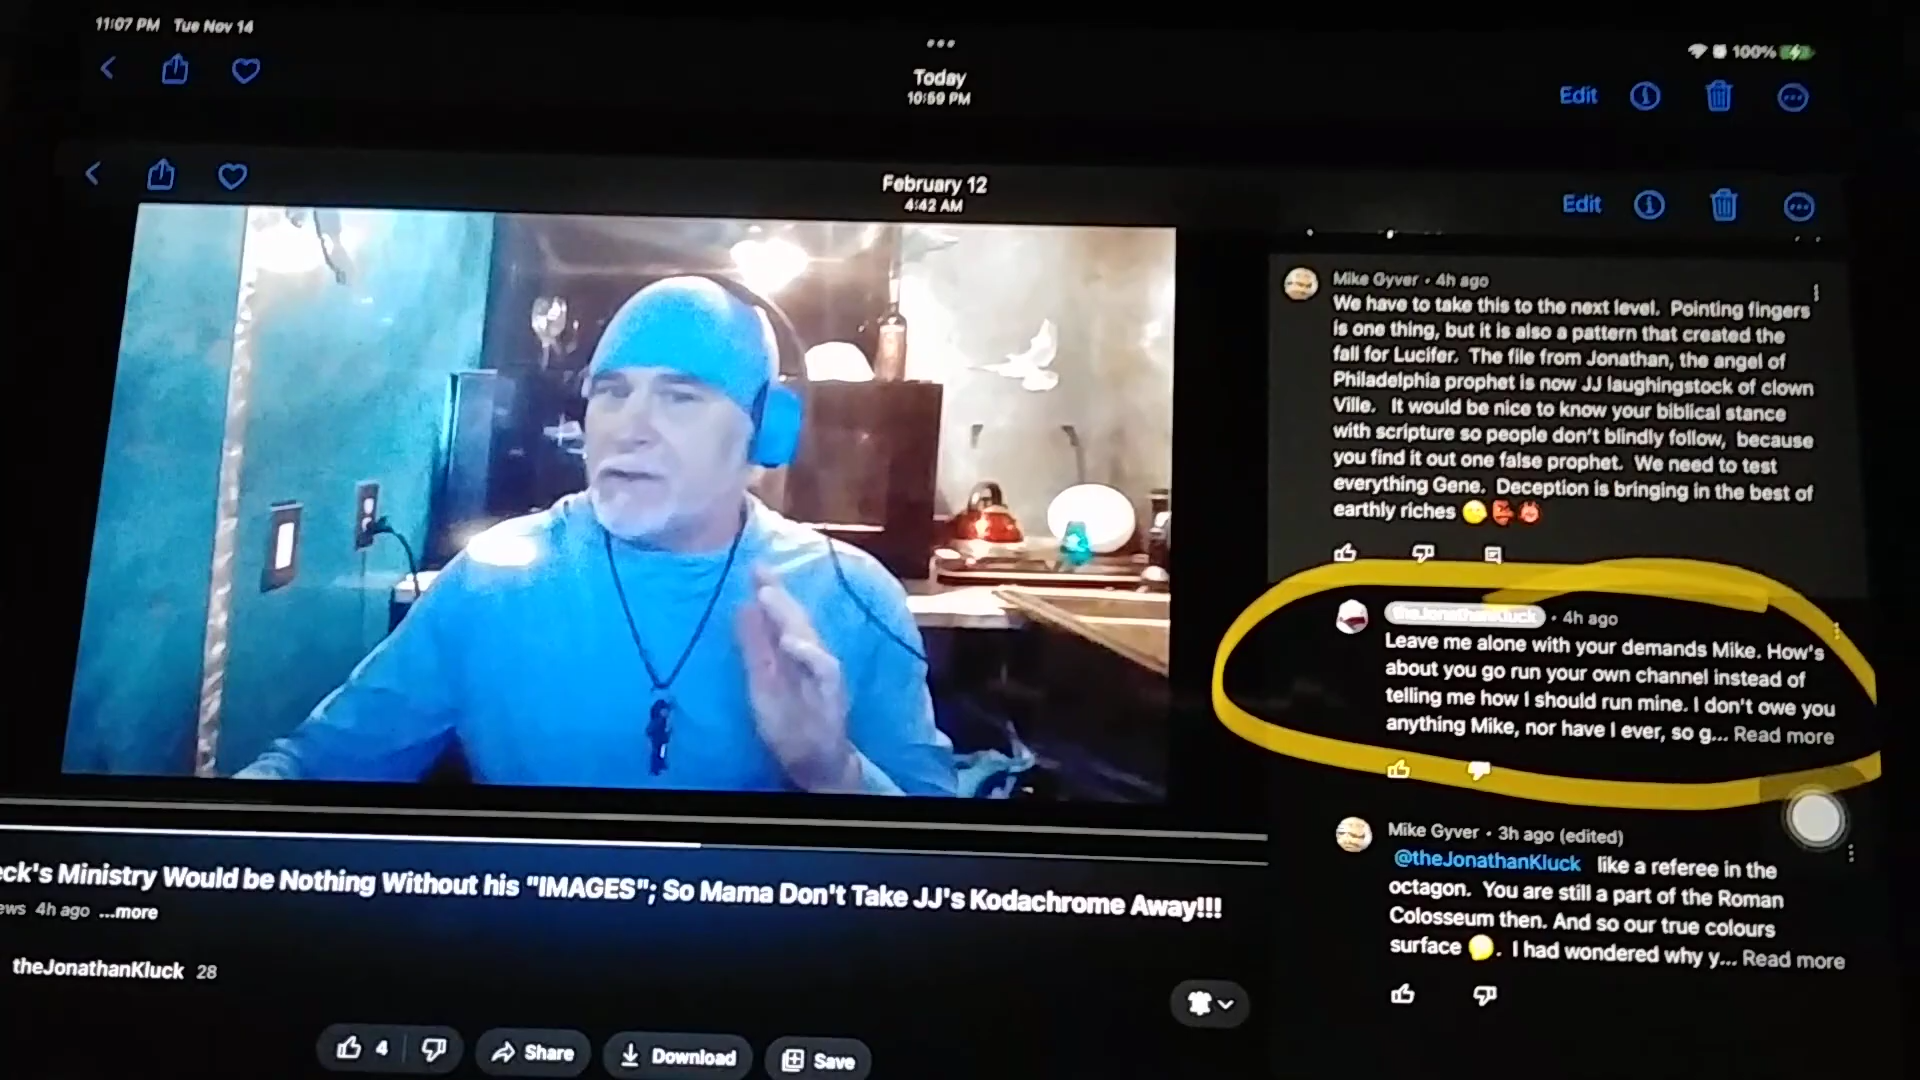 11:07 PM Tue Nov 14
100%
Today
10:59 PM
Edit
February 12
4:42 AM
Edit
Mike Gyver • 4h ago
We have to take this to the next level. Pointing fingers
is one thing, but it is also a pattern that created the
fall for Lucifer. The file from Jonathan, the angel of
Philadelphia prophet is now JJ laughingstock of clown
Ville. It would be nice to know your biblical stance
with scripture so people don't blindly follow, because
you find it out one false prophet. We need to test
everything Gene. Deception is bringing in the best of
earthly riches
theJonathanKluck • 4h ago
Leave me alone with your demands Mike. How's
about you go run your own channel instead of
telling me how I should run mine. I don't owe you
anything Mike, nor have I ever, so g... Read more
Mike Gyver • 3h ago (edited)
@theJonathanKluck like a referee in the
octagon. You are still a part of the Roman
Colosseum then. And so our true colours
surface . I had wondered why y... Read more
eck's Ministry Would be Nothing Without his "IMAGES"; So Mama Don't Take JJ's Kodachrome Away!!!
ews 4h ago ...more
theJonathanKluck 28
4 Share Download Save